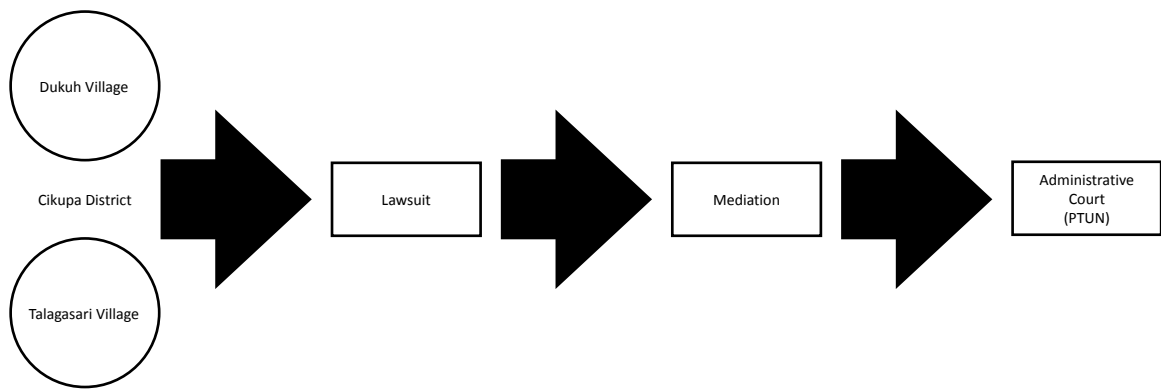 Dukuh Village
Cikupa District
Talagasari Village
Lawsuit
Mediation
Administrative
Court
(PTUN)